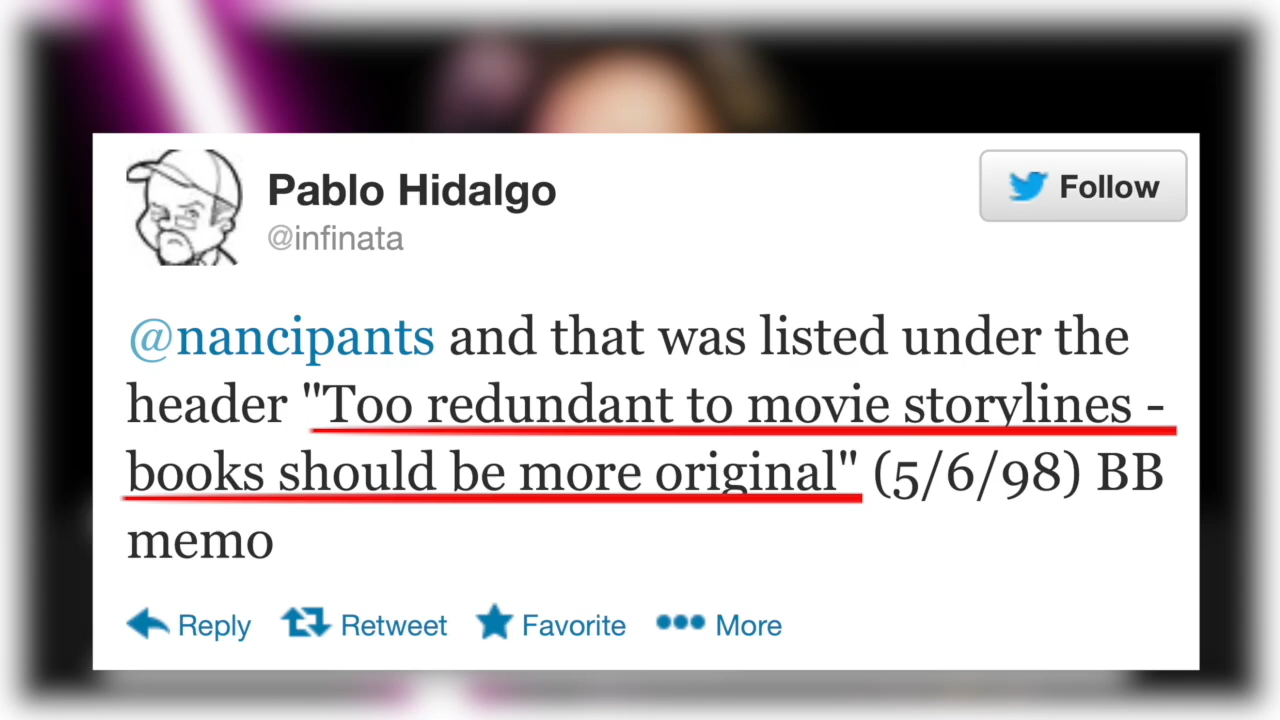 Pablo Hidalgo
@infinata
Follow
@nancipants and that was listed under the
header "Too redundant to movie storylines -
books should be more original" (5/6/98) BB
memo
Reply Retweet Favorite More